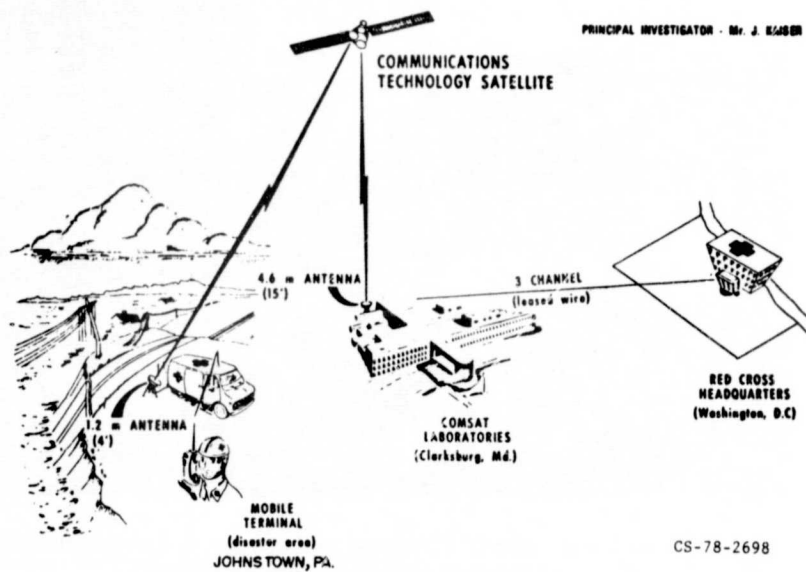 PRINCIPAL INVESTIGATOR - Mr. J. KAISER
COMMUNICATIONS
TECHNOLOGY SATELLITE
4.6 m ANTENNA
(15')
3 CHANNEL
(leased wire)
1.2 m ANTENNA
(4')
RED CROSS
HEADQUARTERS
(Washington, D.C)
COMSAT
LABORATORIES
(Clarksburg, Md.)
MOBILE
TERMINAL
(disaster area)
JOHNSTOWN, PA.
CS-78-2698